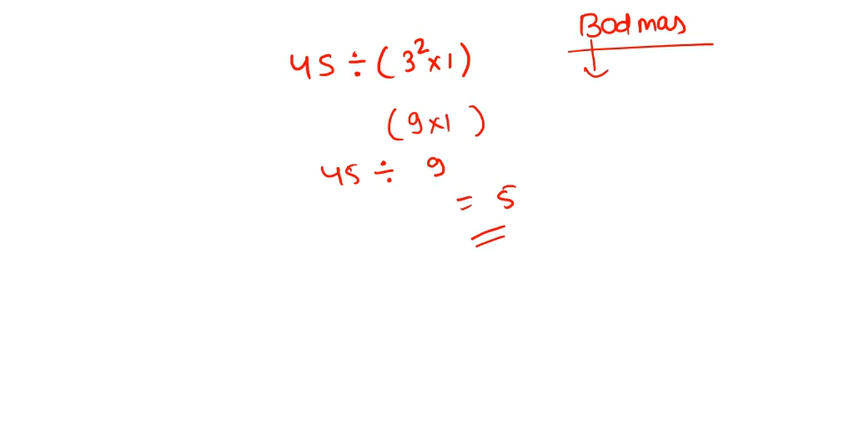 Bodmas
45 ÷ (3² × 1)
(9 × 1)
45 ÷ 9
= 5